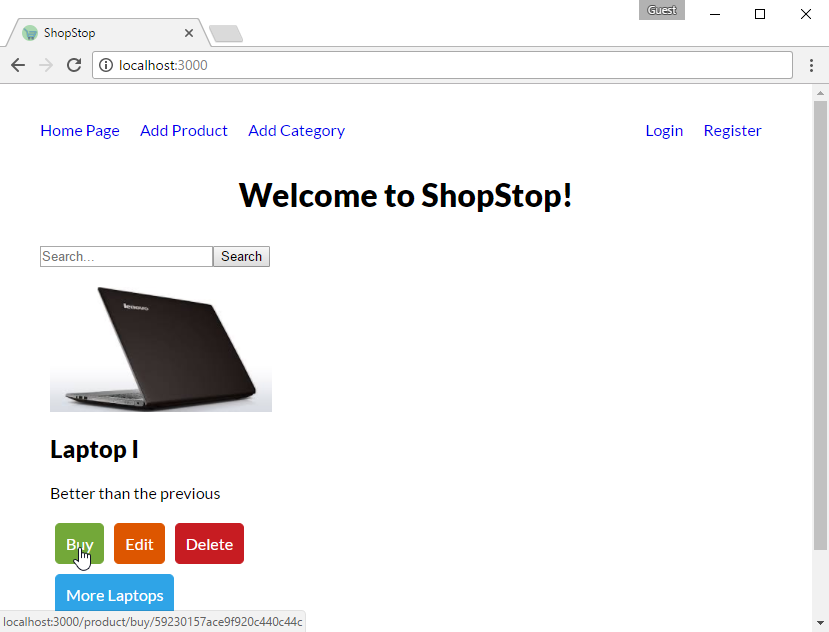 Guest
ShopStop
localhost:3000
Home Page Add Product Add Category Login Register
Welcome to ShopStop!
Search... Search
lenovo
Laptop I
Better than the previous
Buy Edit Delete
More Laptops
localhost:3000/product/buy/59230157ace9f920c440c44c